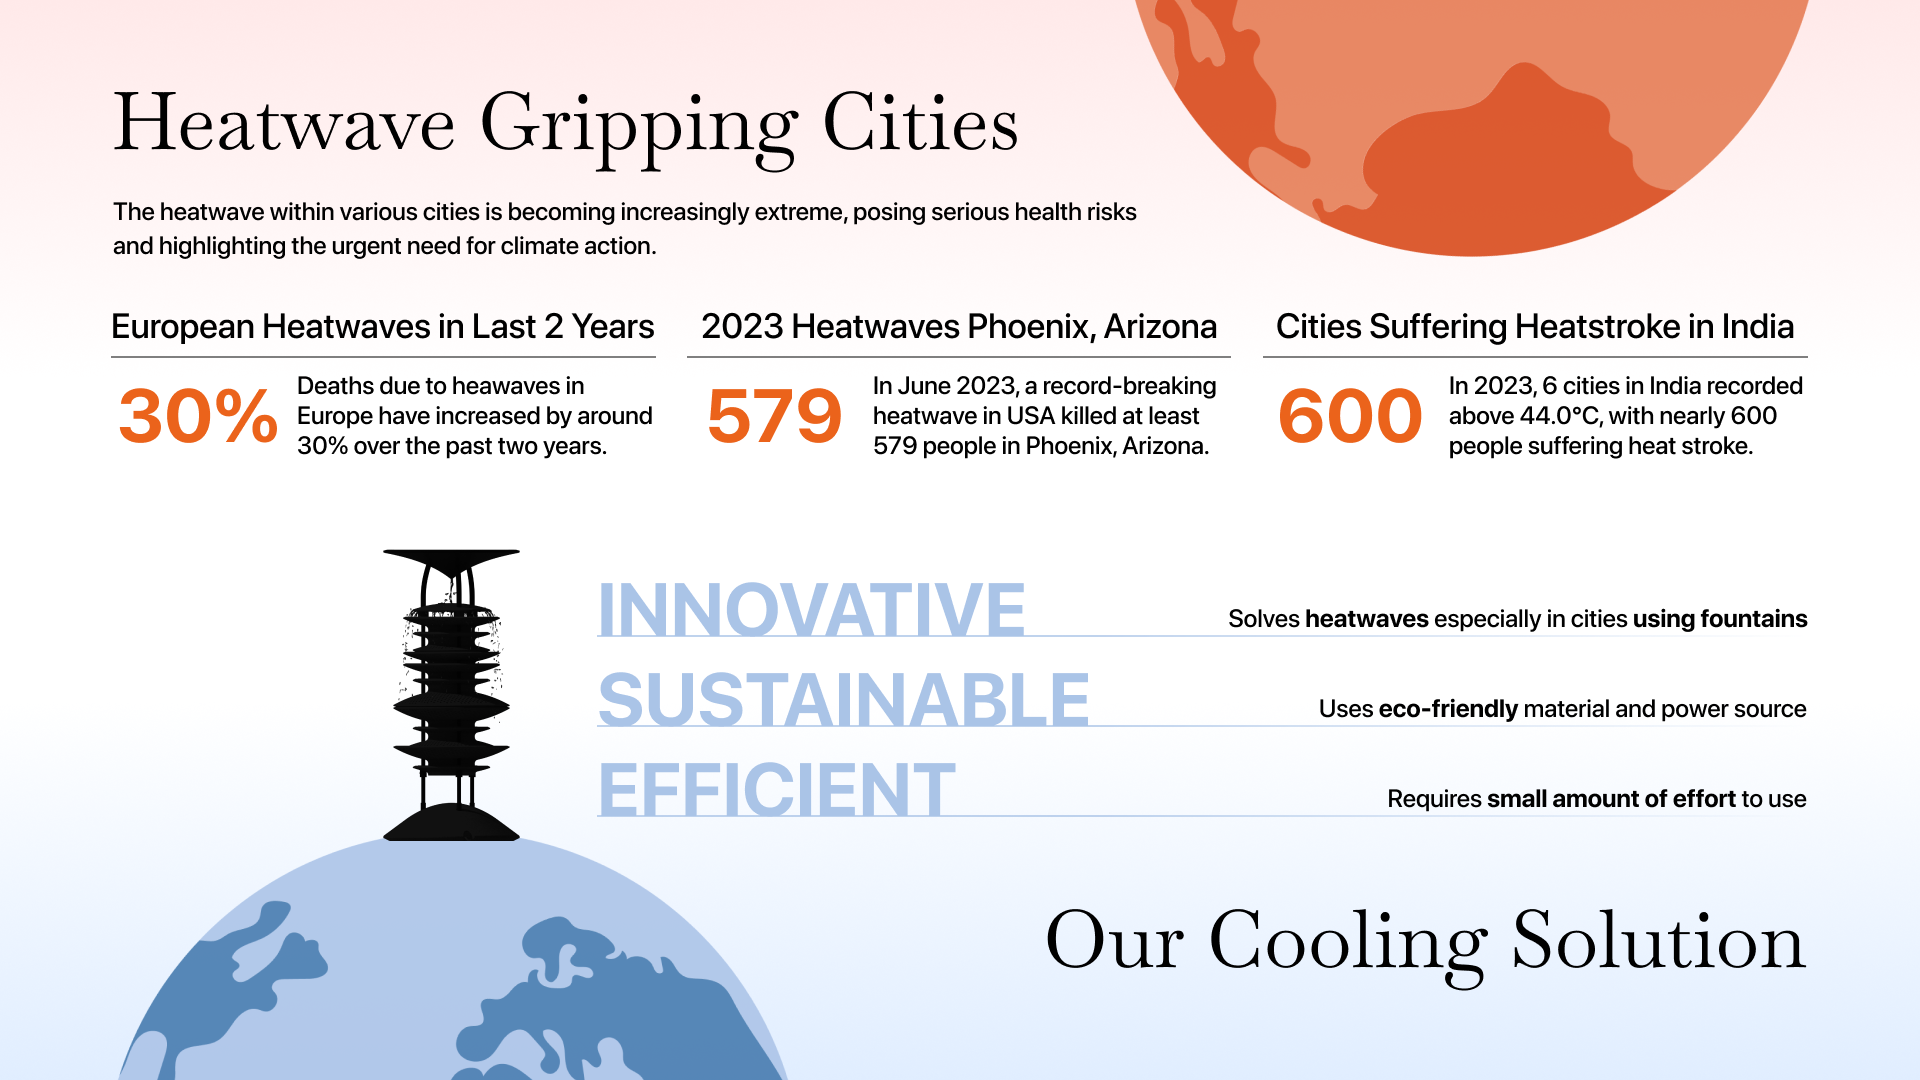 Heatwave Gripping Cities
The heatwave within various cities is becoming increasingly extreme, posing serious health risks
and highlighting the urgent need for climate action.
European Heatwaves in Last 2 Years
30%
Deaths due to heawaves in
Europe have increased by around
30% over the past two years.
2023 Heatwaves Phoenix, Arizona
579
In June 2023, a record-breaking
heatwave in USA killed at least
579 people in Phoenix, Arizona.
Cities Suffering Heatstroke in India
600
In 2023, 6 cities in India recorded
above 44.0°C, with nearly 600
people suffering heat stroke.
INNOVATIVE
Solves heatwaves especially in cities using fountains
SUSTAINABLE
Uses eco-friendly material and power source
EFFICIENT
Requires small amount of effort to use
Our Cooling Solution